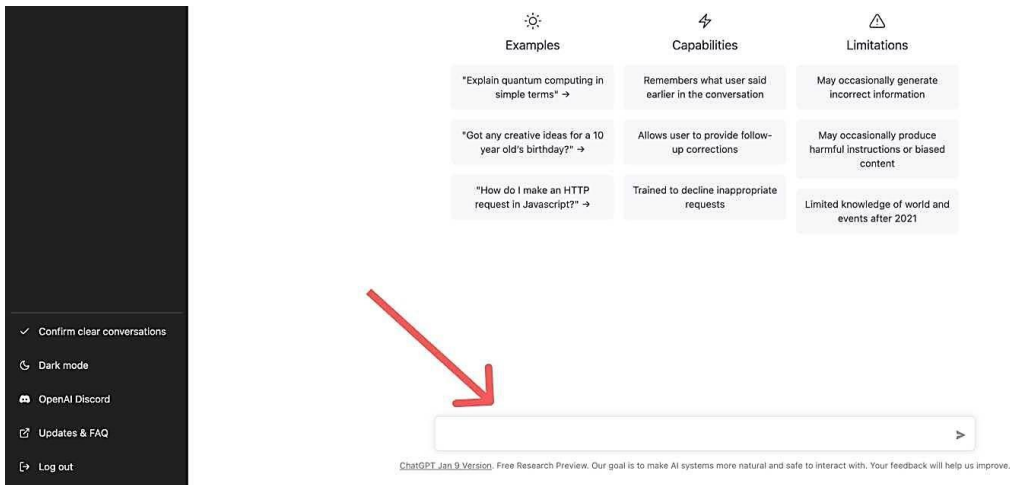 Examples
"Explain quantum computing in
simple terms" →
"Got any creative ideas for a 10
year old's birthday?" →
"How do I make an HTTP
request in Javascript?" →
Capabilities
Remembers what user said
earlier in the conversation
Allows user to provide follow-
up corrections
Trained to decline inappropriate
requests
Limitations
May occasionally generate
incorrect information
May occasionally produce
harmful instructions or biased
content
Limited knowledge of world and
events after 2021
Confirm clear conversations
Dark mode
OpenAI Discord
Updates & FAQ
Log out
ChatGPT Jan 9 Version. Free Research Preview. Our goal is to make AI systems more natural and safe to interact with. Your feedback will help us improve.